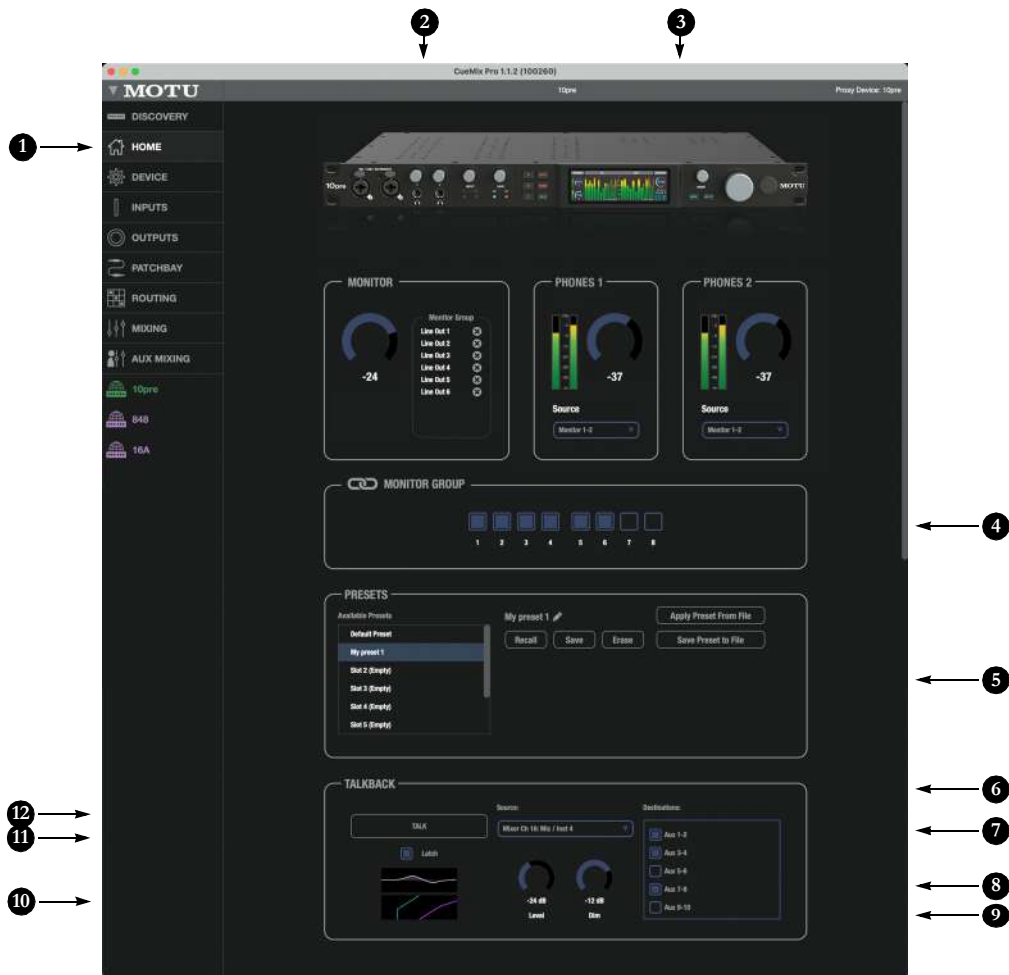 2
3
CueMix Pro 1.1.2 (100260)
MOTU
10pre
Proxy Device: 10pre
DISCOVERY
1
HOME
DEVICE
INPUTS
OUTPUTS
PATCHBAY
ROUTING
MIXING
AUX MIXING
10pre
848
16A
10pre
MOTU
MONITOR
-24
Monitor Group
Line Out 1
Line Out 2
Line Out 3
Line Out 4
Line Out 5
Line Out 6
PHONES 1
-37
Source
Monitor 1-2
PHONES 2
-37
Source
Monitor 1-2
MONITOR GROUP
1 2 3 4 5 6 7 8
4
PRESETS
Available Presets
Default Preset
My preset 1
Slot 2 (Empty)
Slot 3 (Empty)
Slot 4 (Empty)
Slot 5 (Empty)
My preset 1
Recall
Save
Erase
Apply Preset From File
Save Preset to File
5
TALKBACK
6
12
11
10
TALK
Latch
Source:
Mixer Ch 16: Mic / Inst 4
-24 dB
Level
-12 dB
Dim
Destinations:
Aux 1-2
Aux 3-4
Aux 5-6
Aux 7-8
Aux 9-10
7
8
9